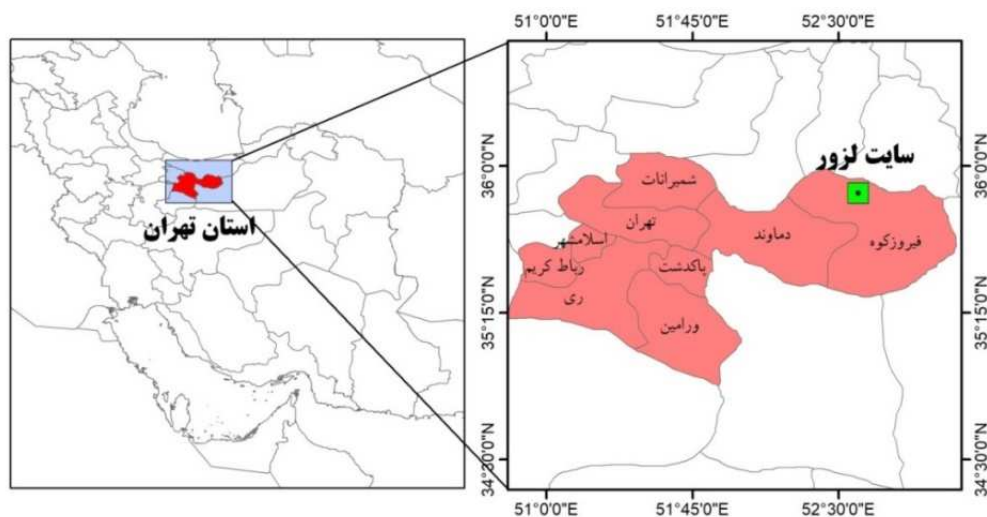 51°0'0"E 51°45'0"E 52°30'0"E
36°0'0"N
35°15'0"N
34°30'0"N
استان تهران
سایت لزور
شمیرانات
تهران
دماوند
فیروزکوه
اسلامشهر
رباط کریم
پاکدشت
ری
ورامین
36°0'0"N
35°15'0"N
34°30'0"N
51°0'0"E 51°45'0"E 52°30'0"E